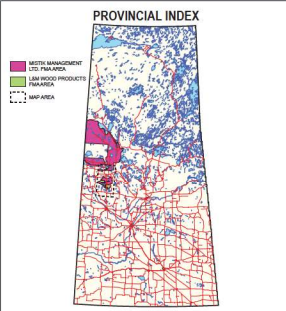 PROVINCIAL INDEX
MISTIK MANAGEMENT
LTD. FMA AREA
L&M WOOD PRODUCTS
FMA AREA
MAP AREA